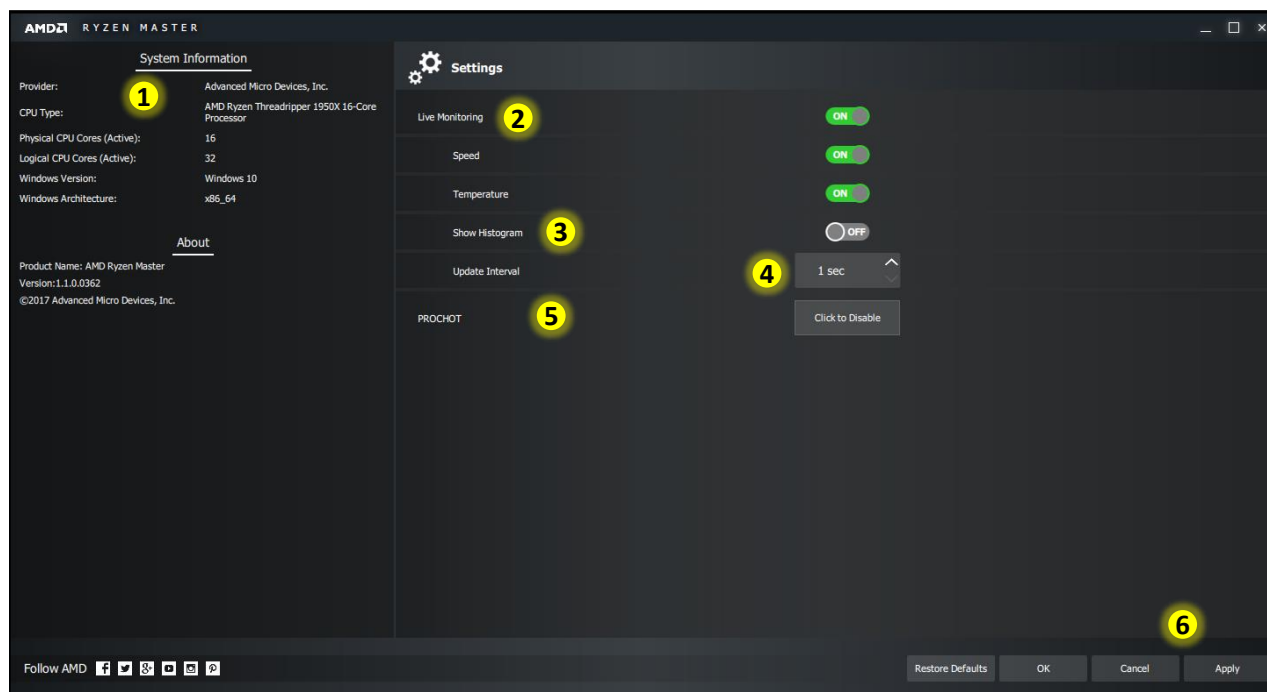 AMD RYZEN MASTER
System Information
Provider: Advanced Micro Devices, Inc.
1
CPU Type: AMD Ryzen Threadripper 1950X 16-Core
Processor
Physical CPU Cores (Active): 16
Logical CPU Cores (Active): 32
Windows Version: Windows 10
Windows Architecture: x86_64
About
Product Name: AMD Ryzen Master
Version:1.1.0.0362
©2017 Advanced Micro Devices, Inc.
Settings
Live Monitoring 2 ON
Speed ON
Temperature ON
Show Histogram 3 OFF
Update Interval 4 1 sec
PROCHOT 5 Click to Disable
6
Follow AMD
Restore Defaults OK Cancel Apply